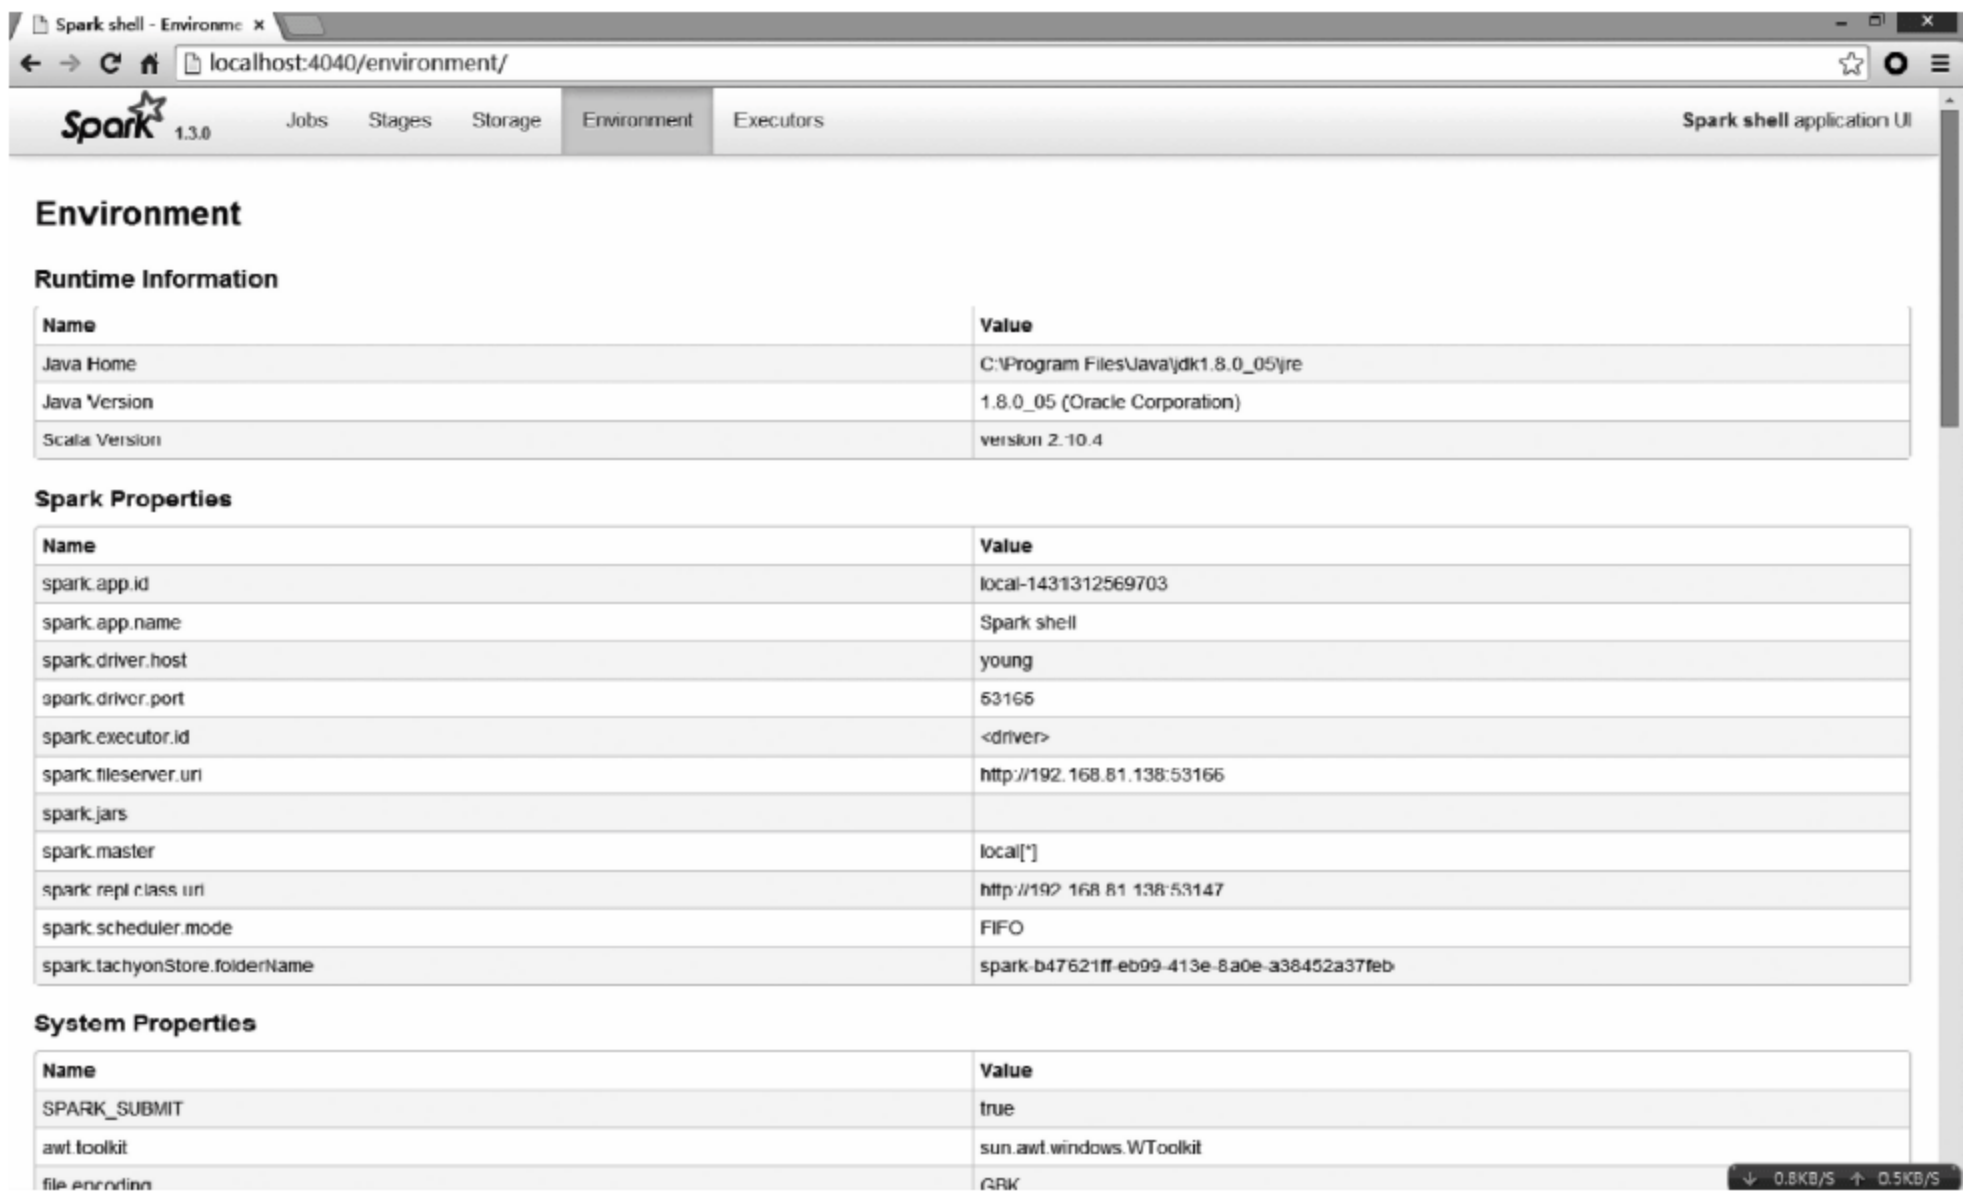 Spark shell - Environme ×
localhost:4040/environment/
Spark 1.3.0 Jobs Stages Storage Environment Executors Spark shell application UI
Environment
Runtime Information
Name Value
Java Home C:\Program Files\Java\jdk1.8.0_05\jre
Java Version 1.8.0_05 (Oracle Corporation)
Scala Version version 2.10.4
Spark Properties
Name Value
spark.app.id local-1431312569703
spark.app.name Spark shell
spark.driver.host young
spark.driver.port 53165
spark.executor.id <driver>
spark.fileserver.uri http://192.168.81.138:53166
spark.jars
spark.master local[*]
spark.repl.class.uri http://192.168.81.138:53147
spark.scheduler.mode FIFO
spark.tachyonStore.folderName spark-b47621ff-eb99-413e-8a0e-a38452a37feb
System Properties
Name Value
SPARK_SUBMIT true
awt.toolkit sun.awt.windows.WToolkit
file.encoding GBK
↓ 0.8KB/S ↑ 0.5KB/S